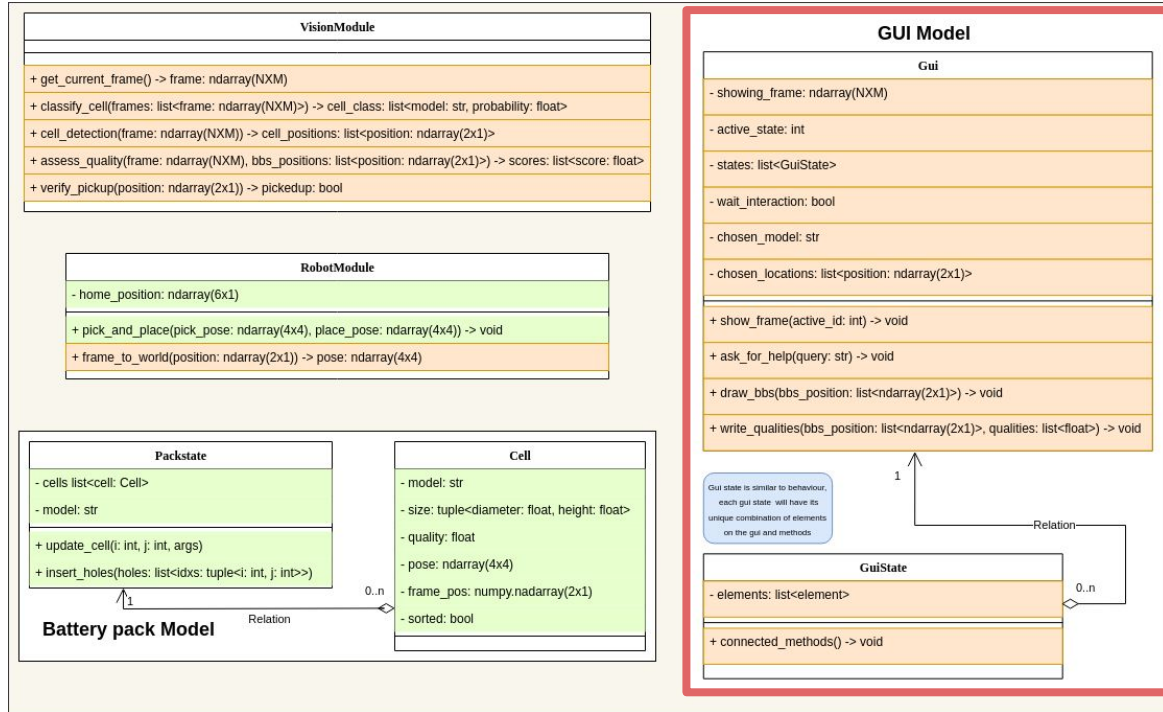 VisionModule
+ get_current_frame() -> frame: ndarray(NXM)
+ classify_cell(frames: list<frame: ndarray(NXM)>) -> cell_class: list<model: str, probability: float>
+ cell_detection(frame: ndarray(NXM)) -> cell_positions: list<position: ndarray(2x1)>
+ assess_quality(frame: ndarray(NXM), bbs_positions: list<position: ndarray(2x1)>) -> scores: list<score: float>
+ verify_pickup(position: ndarray(2x1)) -> pickedup: bool
RobotModule
- home_position: ndarray(6x1)
+ pick_and_place(pick_pose: ndarray(4x4), place_pose: ndarray(4x4)) -> void
+ frame_to_world(position: ndarray(2x1)) -> pose: ndarray(4x4)
Packstate
- cells list<cell: Cell>
- model: str
+ update_cell(i: int, j: int, args)
+ insert_holes(holes: list<idxs: tuple<i: int, j: int>>)
1
Relation
0..n
Battery pack Model
Cell
- model: str
- size: tuple<diameter: float, height: float>
- quality: float
- pose: ndarray(4x4)
- frame_pos: numpy.nadarray(2x1)
- sorted: bool
GUI Model
Gui
- showing_frame: ndarray(NXM)
- active_state: int
- states: list<GuiState>
- wait_interaction: bool
- chosen_model: str
- chosen_locations: list<position: ndarray(2x1)>
+ show_frame(active_id: int) -> void
+ ask_for_help(query: str) -> void
+ draw_bbs(bbs_position: list<ndarray(2x1)>) -> void
+ write_qualities(bbs_position: list<ndarray(2x1)>, qualities: list<float>) -> void
1
Gui state is similar to behaviour,
each gui state will have its
unique combination of elements
on the gui and methods
Relation
0..n
GuiState
- elements: list<element>
+ connected_methods() -> void